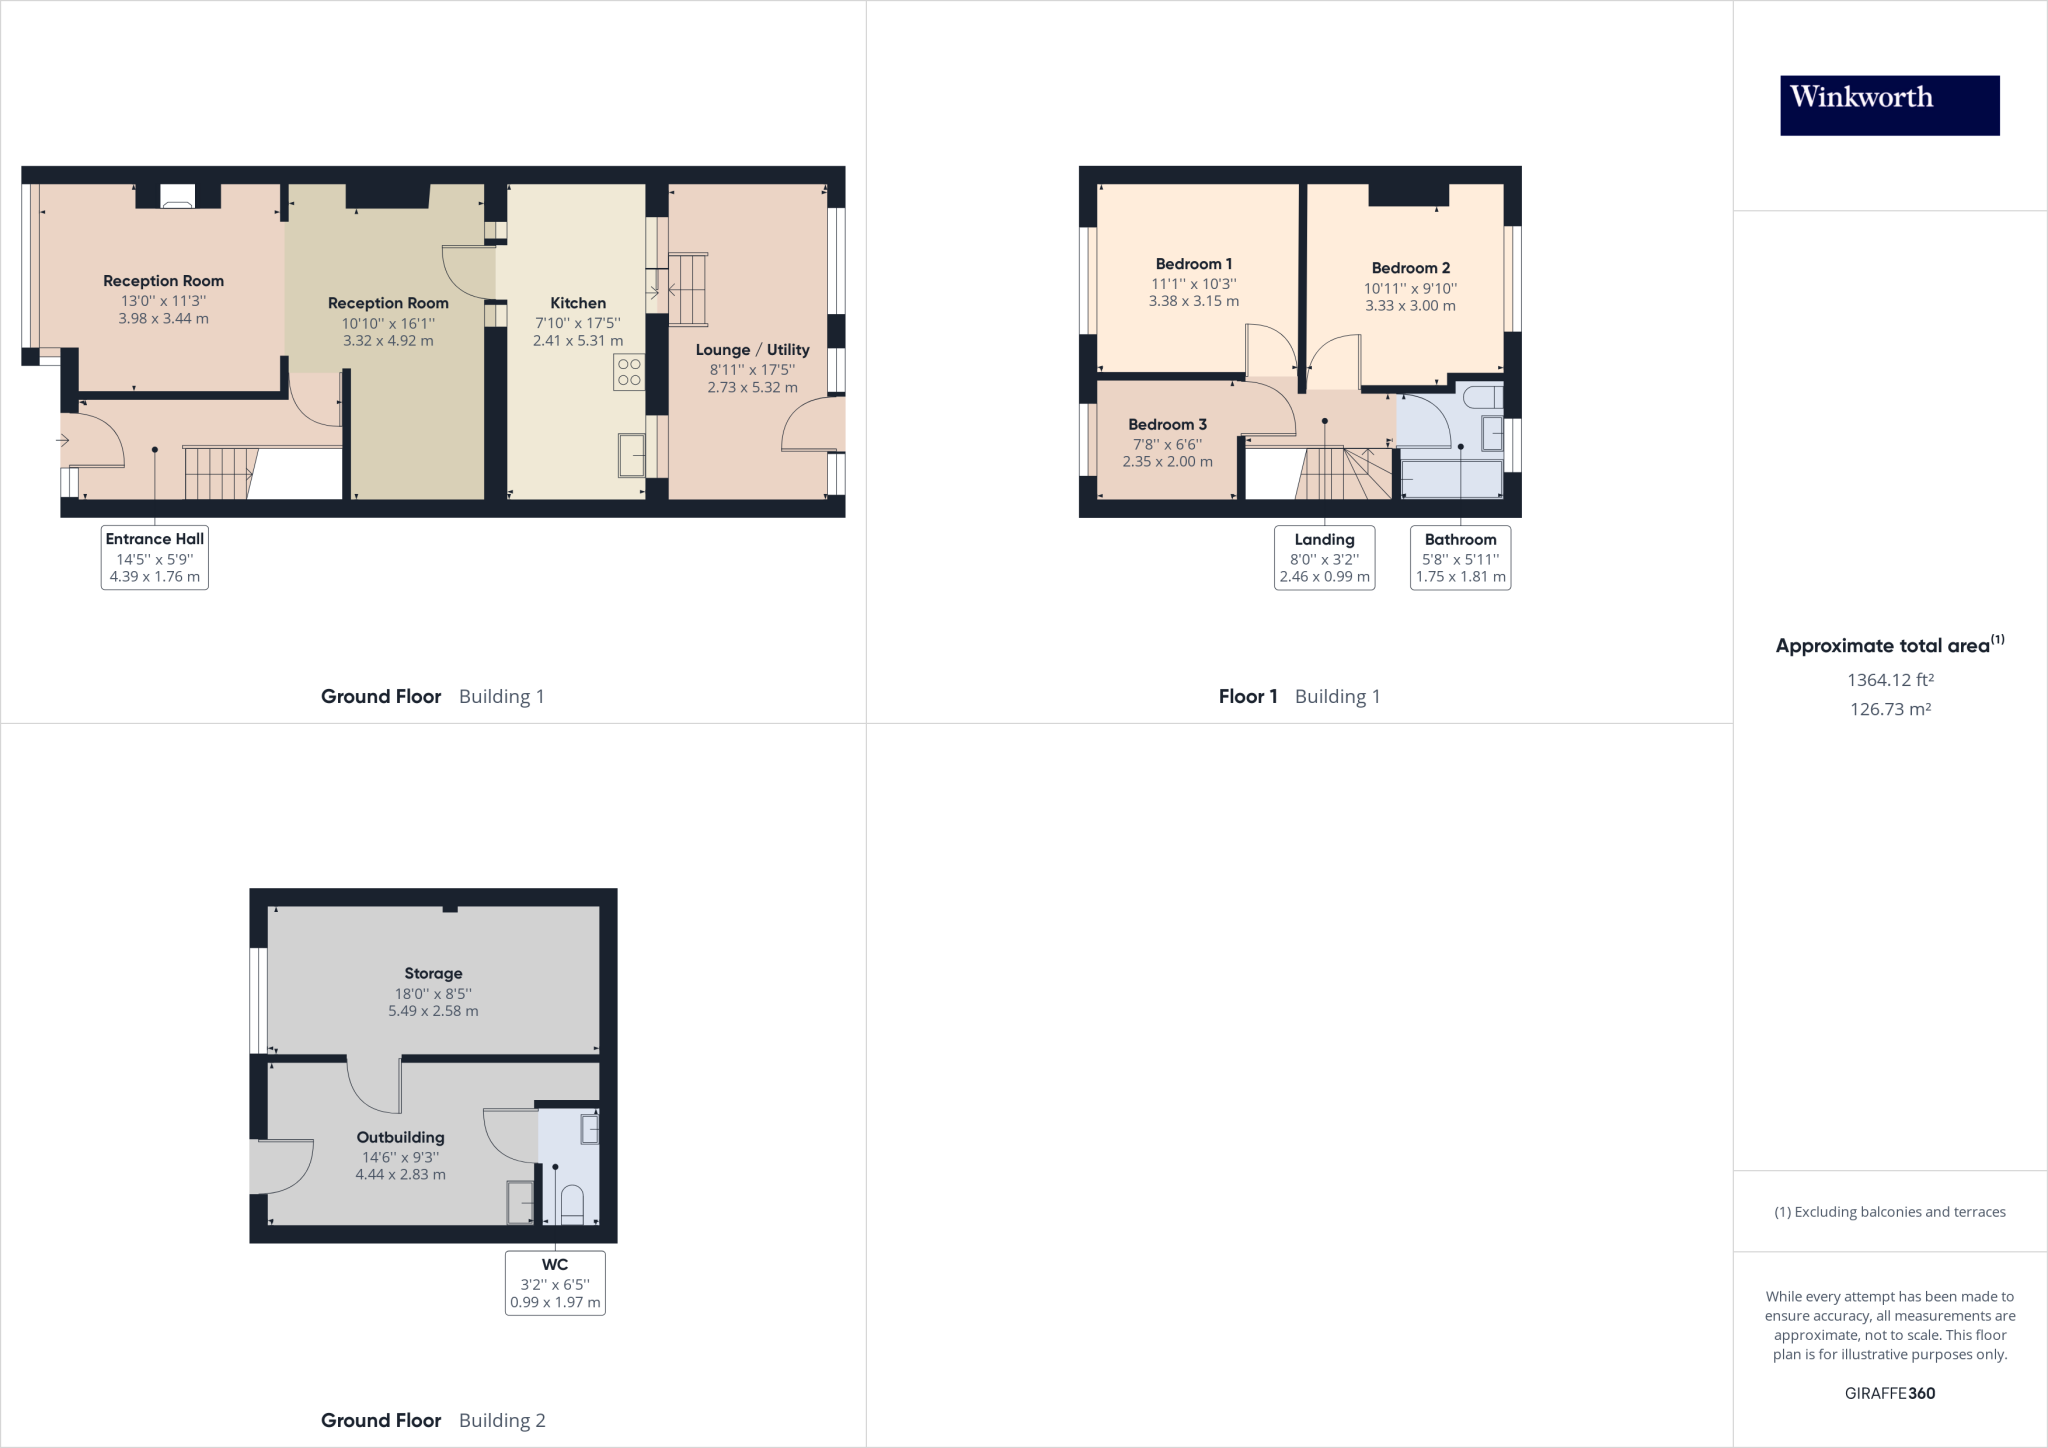 Reception Room
13'0'' x 11'3''
3.98 x 3.44 m
Reception Room
10'10'' x 16'1''
3.32 x 4.92 m
Kitchen
7'10'' x 17'5''
2.41 x 5.31 m
Lounge / Utility
8'11'' x 17'5''
2.73 x 5.32 m
Entrance Hall
14'5'' x 5'9''
4.39 x 1.76 m
Ground Floor Building 1
Bedroom 1
11'1'' x 10'3''
3.38 x 3.15 m
Bedroom 2
10'11'' x 9'10''
3.33 x 3.00 m
Bedroom 3
7'8'' x 6'6''
2.35 x 2.00 m
Landing
8'0'' x 3'2''
2.46 x 0.99 m
Bathroom
5'8'' x 5'11''
1.75 x 1.81 m
Floor 1 Building 1
Storage
18'0'' x 8'5''
5.49 x 2.58 m
Outbuilding
14'6'' x 9'3''
4.44 x 2.83 m
WC
3'2'' x 6'5''
0.99 x 1.97 m
Ground Floor Building 2
Winkworth
Approximate total area(1)
1364.12 ft²
126.73 m²
(1) Excluding balconies and terraces
While every attempt has been made to
ensure accuracy, all measurements are
approximate, not to scale. This floor
plan is for illustrative purposes only.
GIRAFFE360